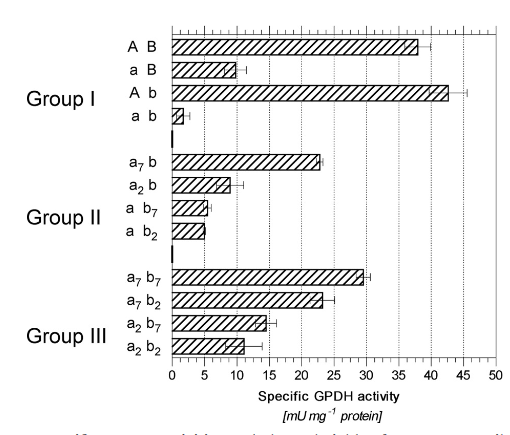 A B
a B
Group I
A b
a b
a₇ b
a₂ b
Group II
a b₇
a b₂
a₇ b₇
a₇ b₂
a₂ b₇
Group III
a₂ b₂
0 5 10 15 20 25 30 35 40 45 50
Specific GPDH activity
[mU mg⁻¹ protein]